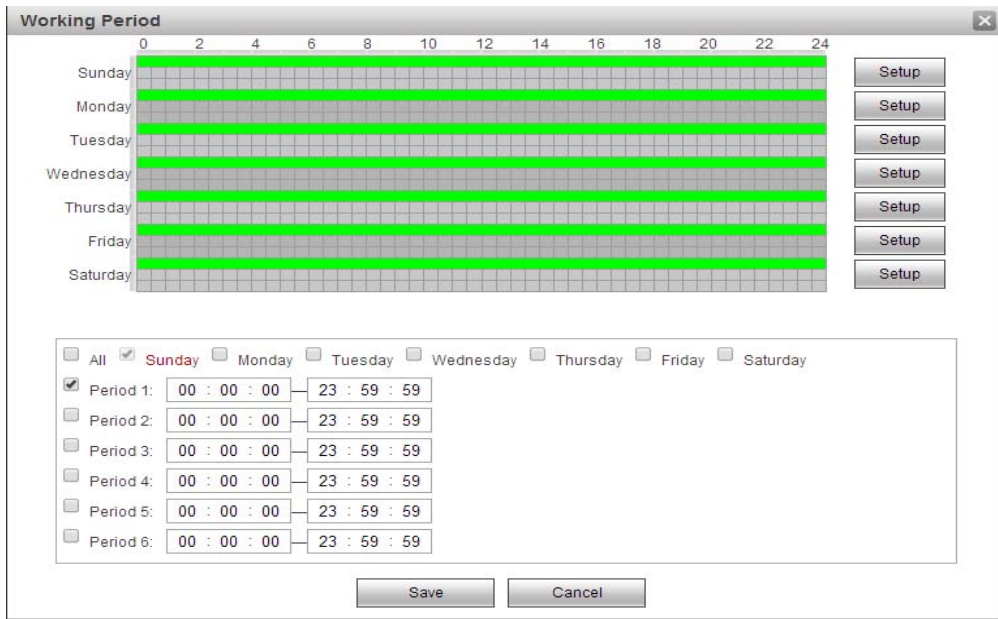 Working Period
0 2 4 6 8 10 12 14 16 18 20 22 24
Sunday Setup
Monday Setup
Tuesday Setup
Wednesday Setup
Thursday Setup
Friday Setup
Saturday Setup
All Sunday Monday Tuesday Wednesday Thursday Friday Saturday
Period 1: 00 : 00 : 00 — 23 : 59 : 59
Period 2: 00 : 00 : 00 — 23 : 59 : 59
Period 3: 00 : 00 : 00 — 23 : 59 : 59
Period 4: 00 : 00 : 00 — 23 : 59 : 59
Period 5: 00 : 00 : 00 — 23 : 59 : 59
Period 6: 00 : 00 : 00 — 23 : 59 : 59
Save Cancel